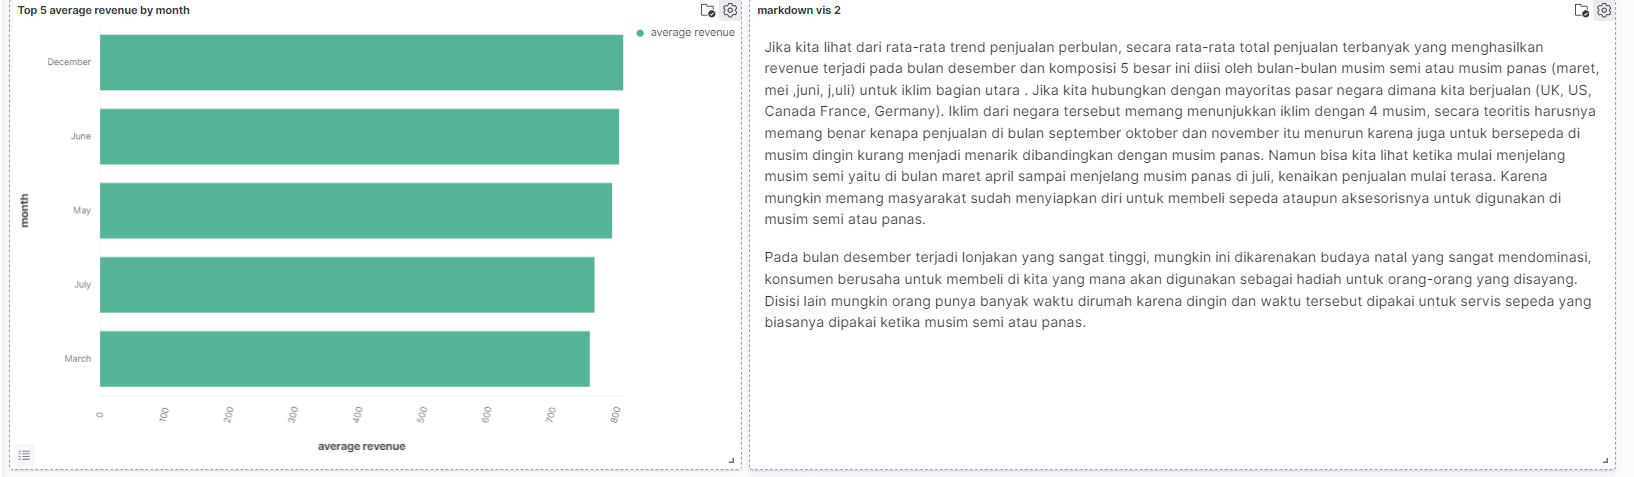 Top 5 average revenue by month
average revenue
December
June
May
July
March
month
0
100
200
300
400
500
600
700
800
average revenue
markdown vis 2
Jika kita lihat dari rata-rata trend penjualan perbulan, secara rata-rata total penjualan terbanyak yang menghasilkan
revenue terjadi pada bulan desember dan komposisi 5 besar ini diisi oleh bulan-bulan musim semi atau musim panas (maret,
mei ,juni, j,uli) untuk iklim bagian utara . Jika kita hubungkan dengan mayoritas pasar negara dimana kita berjualan (UK, US,
Canada France, Germany). Iklim dari negara tersebut memang menunjukkan iklim dengan 4 musim, secara teoritis harusnya
memang benar kenapa penjualan di bulan september oktober dan november itu menurun karena juga untuk bersepeda di
musim dingin kurang menjadi menarik dibandingkan dengan musim panas. Namun bisa kita lihat ketika mulai menjelang
musim semi yaitu di bulan maret april sampai menjelang musim panas di juli, kenaikan penjualan mulai terasa. Karena
mungkin memang masyarakat sudah menyiapkan diri untuk membeli sepeda ataupun aksesorisnya untuk digunakan di
musim semi atau panas.
Pada bulan desember terjadi lonjakan yang sangat tinggi, mungkin ini dikarenakan budaya natal yang sangat mendominasi,
konsumen berusaha untuk membeli di kita yang mana akan digunakan sebagai hadiah untuk orang-orang yang disayang.
Disisi lain mungkin orang punya banyak waktu dirumah karena dingin dan waktu tersebut dipakai untuk servis sepeda yang
biasanya dipakai ketika musim semi atau panas.